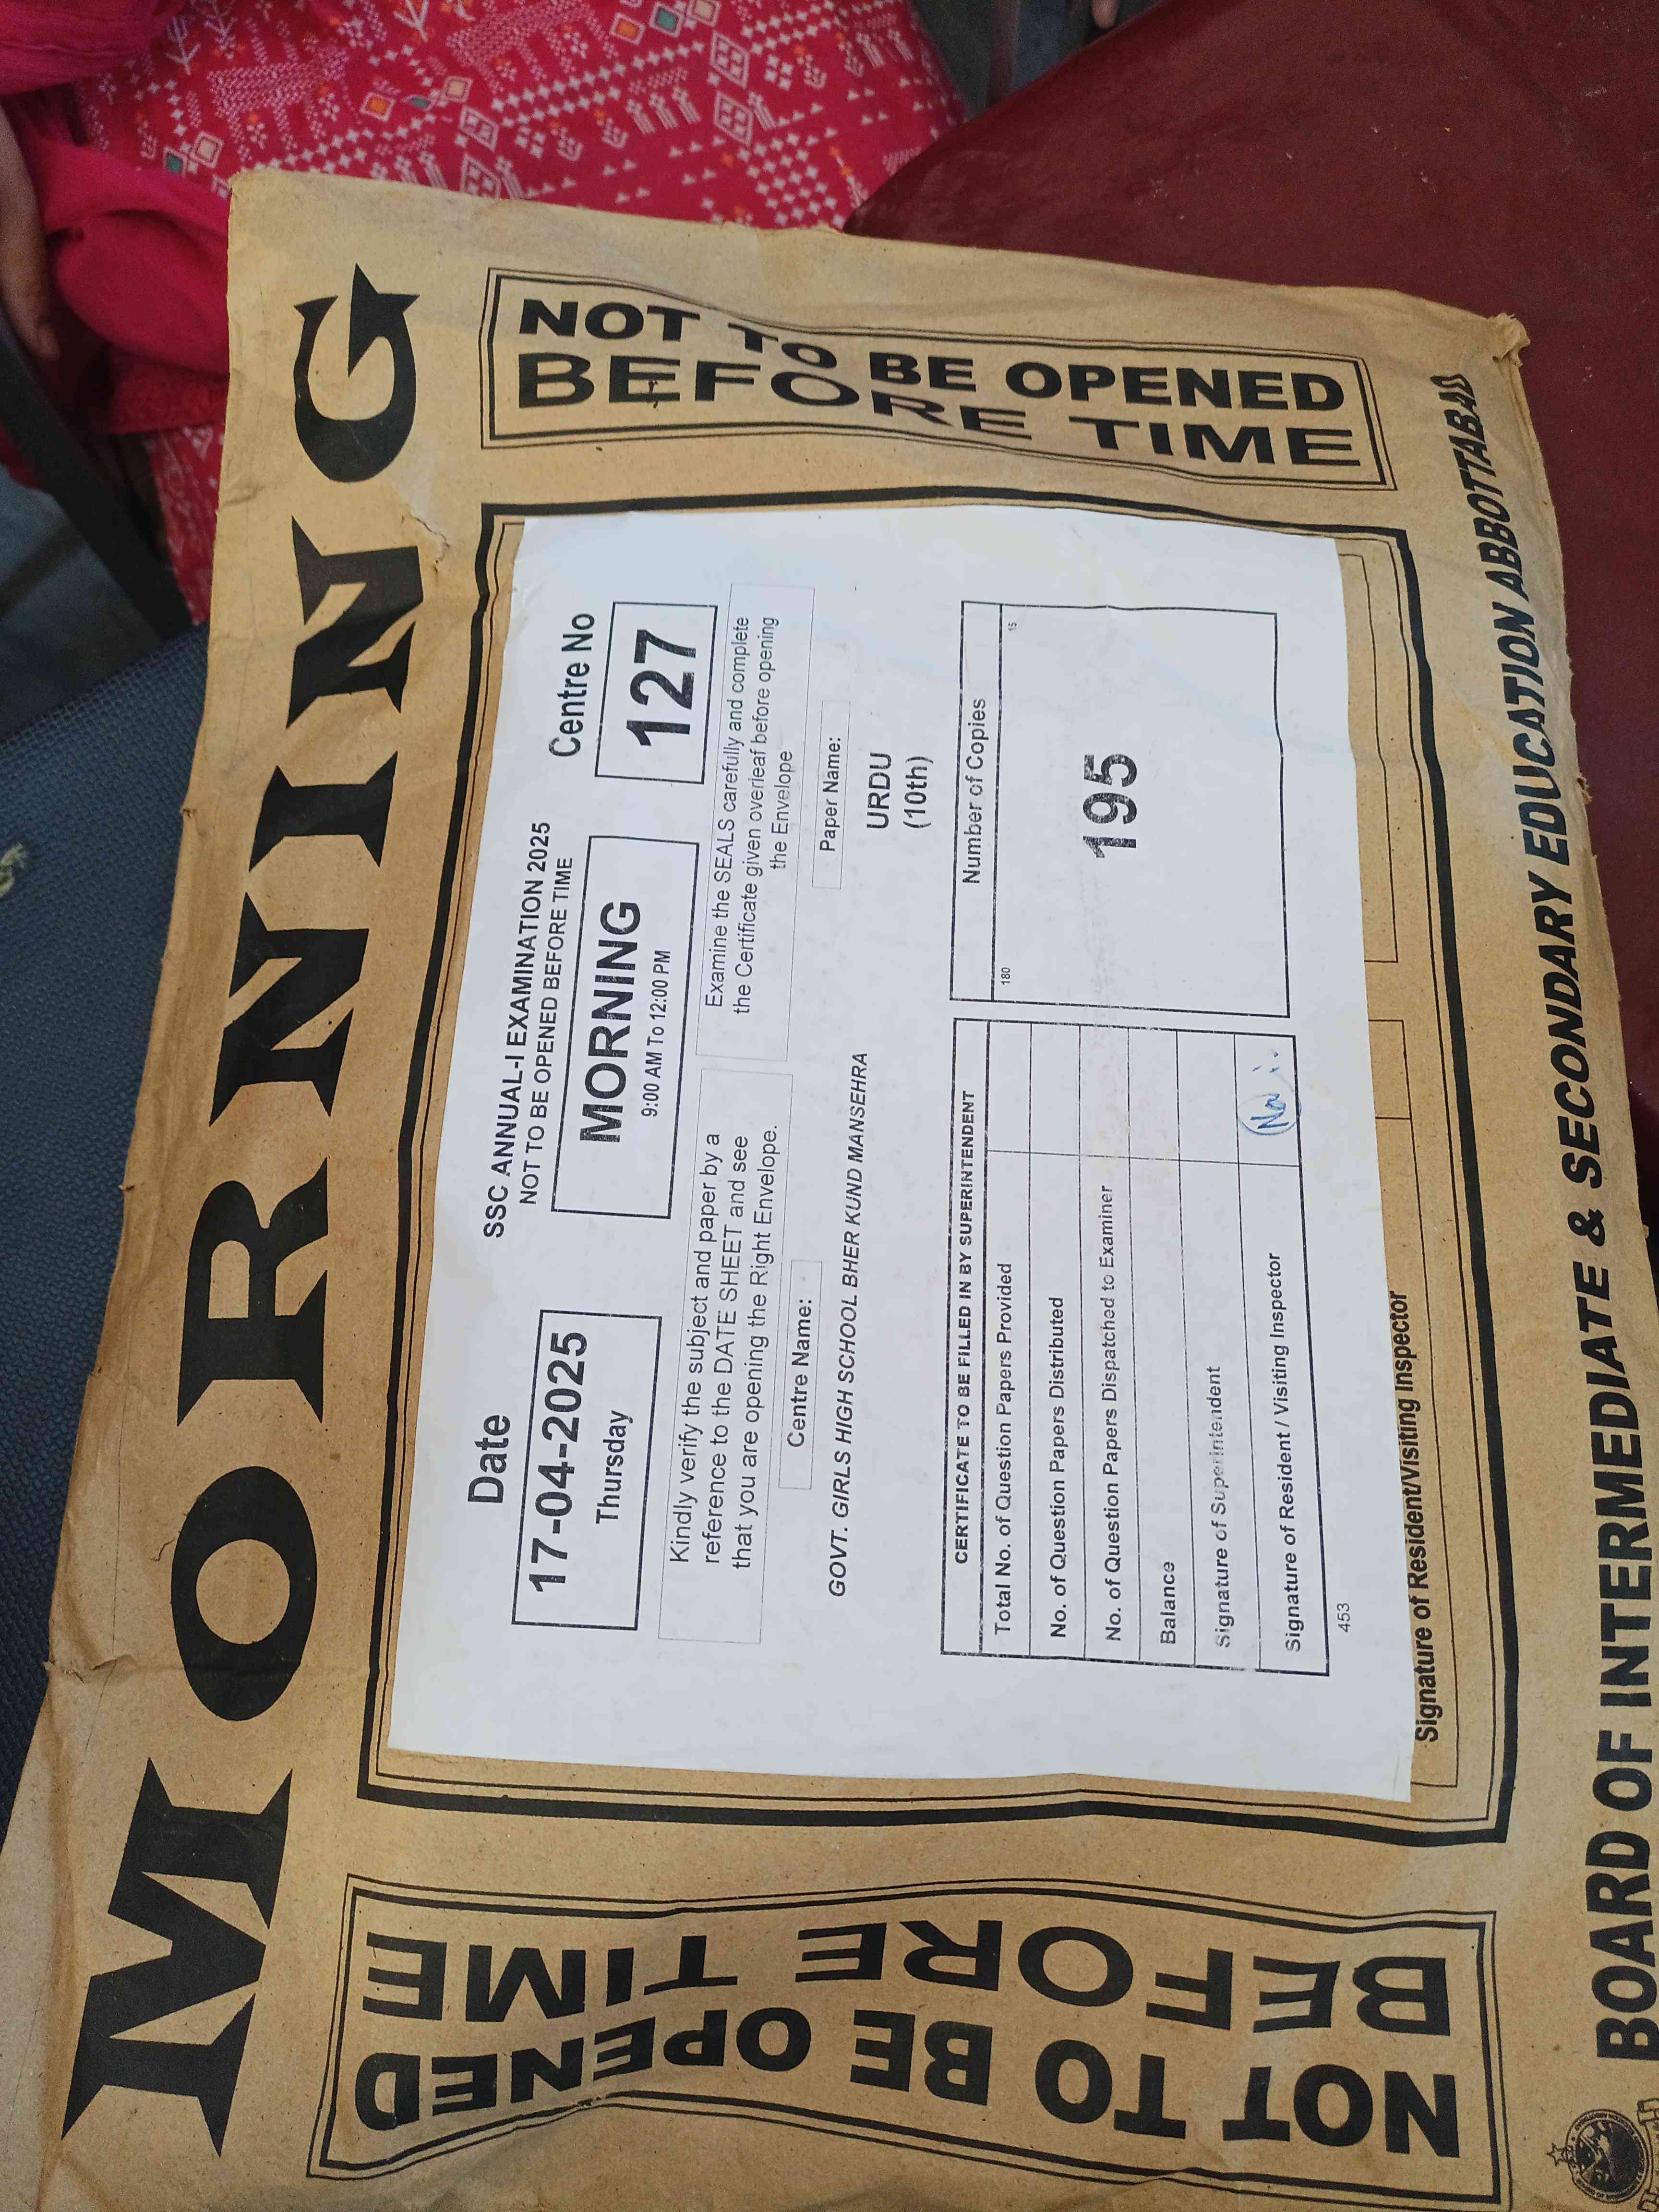 MORNING
NOT TO BE OPENED
BEFORE TIME
NOT TO BE OPENED
BEFORE TIME
Date
17-04-2025
Thursday
SSC ANNUAL-I EXAMINATION 2025
NOT TO BE OPENED BEFORE TIME
MORNING
9:00 AM To 12:00 PM
Centre No
127
Kindly verify the subject and paper by a
reference to the DATE SHEET and see
that you are opening the Right Envelope.
Examine the SEALS carefully and complete
the Certificate given overleaf before opening
the Envelope
Centre Name:
GOVT. GIRLS HIGH SCHOOL BHER KUND MANSEHRA
Paper Name:
URDU
(10th)
CERTIFICATE TO BE FILLED IN BY SUPERINTENDENT
Total No. of Question Papers Provided
No. of Question Papers Distributed
No. of Question Papers Dispatched to Examiner
Balance
Signature of Superintendent
Signature of Resident / Visiting Inspector
Number of Copies
180 15
195
453
Signature of Resident/Visiting Inspector
BOARD OF INTERMEDIATE & SECONDARY EDUCATION ABBOTTABAD